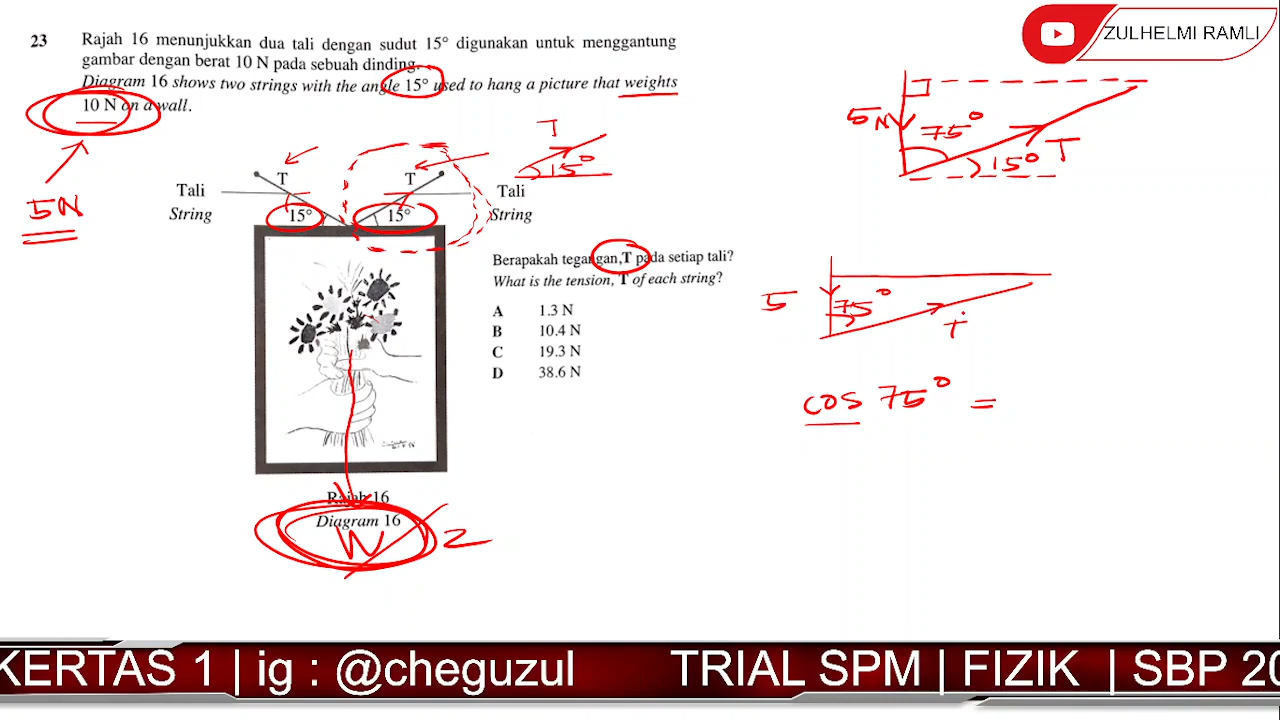 ZULHELMI RAMLI
23 Rajah 16 menunjukkan dua tali dengan sudut 15° digunakan untuk menggantung
gambar dengan berat 10 N pada sebuah dinding.
Diagram 16 shows two strings with the angle 15° used to hang a picture that weights
10 N on a wall.
5N
T
15°
5N
75°
15° T
T T
Tali Tali
String 15° 15° String
Berapakah tegangan,T pada setiap tali?
What is the tension, T of each string?
A 1.3 N
B 10.4 N
C 19.3 N
D 38.6 N
5 75° T
cos 75° =
Rajah 16
Diagram 16
W 2
KERTAS 1 | ig : @cheguzul TRIAL SPM | FIZIK | SBP 20